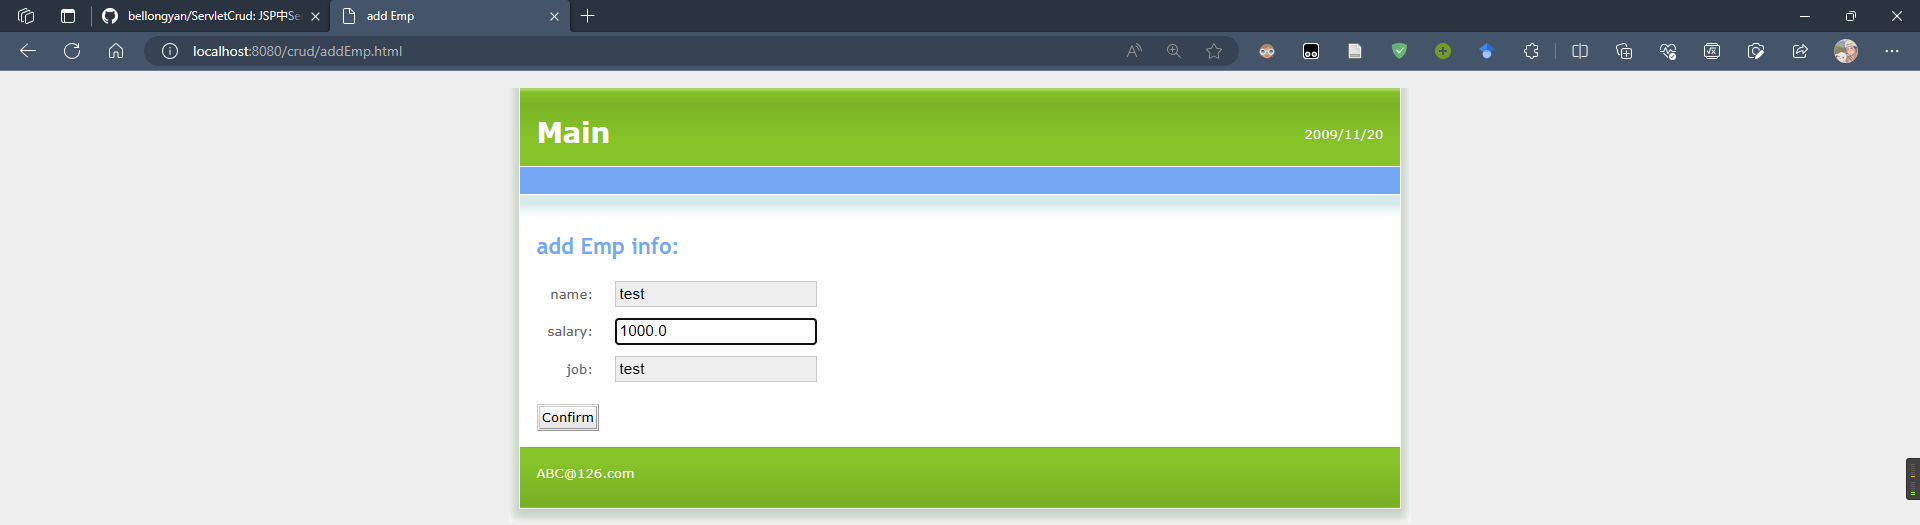 bellongyan/ServletCrud: JSP中Se
add Emp
localhost:8080/crud/addEmp.html
Main
2009/11/20
add Emp info:
name: test
salary: 1000.0
job: test
Confirm
ABC@126.com